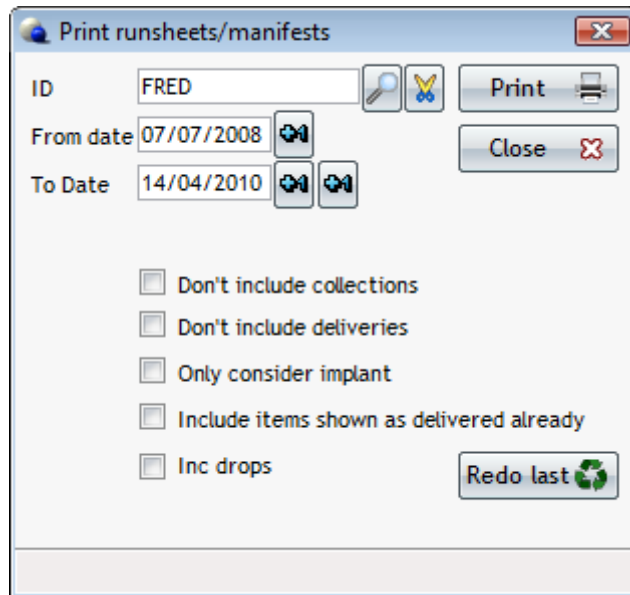 Print runsheets/manifests
ID FRED Print
From date 07/07/2008
Close
To Date 14/04/2010
Don't include collections
Don't include deliveries
Only consider implant
Include items shown as delivered already
Inc drops
Redo last